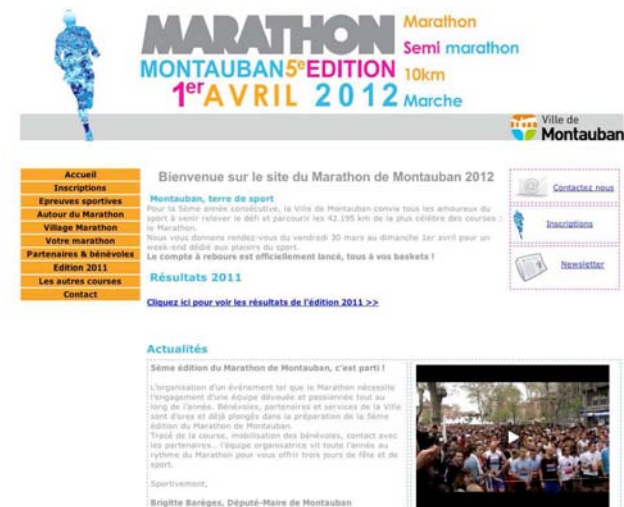 MARATHON
MONTAUBAN 5e EDITION
1er AVRIL 2012
Marathon
Semi marathon
10km
Marche
Ville de
Montauban
Accueil
Inscriptions
Epreuves sportives
Autour du Marathon
Village Marathon
Votre marathon
Partenaires & bénévoles
Edition 2011
Les autres courses
Contact
Bienvenue sur le site du Marathon de Montauban 2012
Montauban, terre de sport
Pour la 5ème année consécutive, la Ville de Montauban convie tous les amoureux du
sport à venir relever le défi et parcourir les 42.195 km de la plus célèbre des courses :
le Marathon.
Nous vous donnons rendez-vous du vendredi 30 mars au dimanche 1er avril pour un
week-end dédié aux plaisirs du sport.
Le compte à rebours est officiellement lancé, tous à vos baskets !
Résultats 2011
Cliquez ici pour voir les résultats de l'édition 2011 >>
Contactez nous
Inscriptions
Newsletter
Actualités
5ème édition du Marathon de Montauban, c'est parti !
L'organisation d'un événement tel que le Marathon nécessite
l'engagement d'une équipe dévouée et passionnée tout au
long de l'année. Bénévoles, partenaires et services de la Ville
sont d'ores et déjà plongés dans la préparation de la 5ème
édition du Marathon de Montauban.
Tracé de la course, mobilisation des bénévoles, contact avec
les partenaires... l'équipe organisatrice vit toute l'année au
rythme du Marathon pour vous offrir trois jours de fête et de
sport.
Sportivement,
Brigitte Barèges, Député-Maire de Montauban